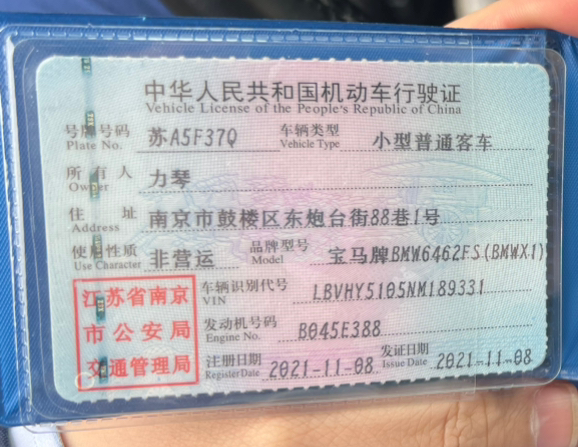 中华人民共和国机动车行驶证
Vehicle License of the People's Republic of China
号牌号码 苏A5F37Q 车辆类型 小型普通客车
Plate No. Vehicle Type
所有人 力琴
Owner
住址 南京市鼓楼区东炮台街88巷1号
Address
使用性质 非营运 品牌型号 宝马牌BMW6462FS(BMWX1)
Use Character Model
江苏省南京
市公安局
交通管理局
车辆识别代号 LBVHY5105NM189331
VIN
发动机号码 B045E388
Engine No.
注册日期 2021-11-08 发证日期 2021-11-08
Register Date Issue Date